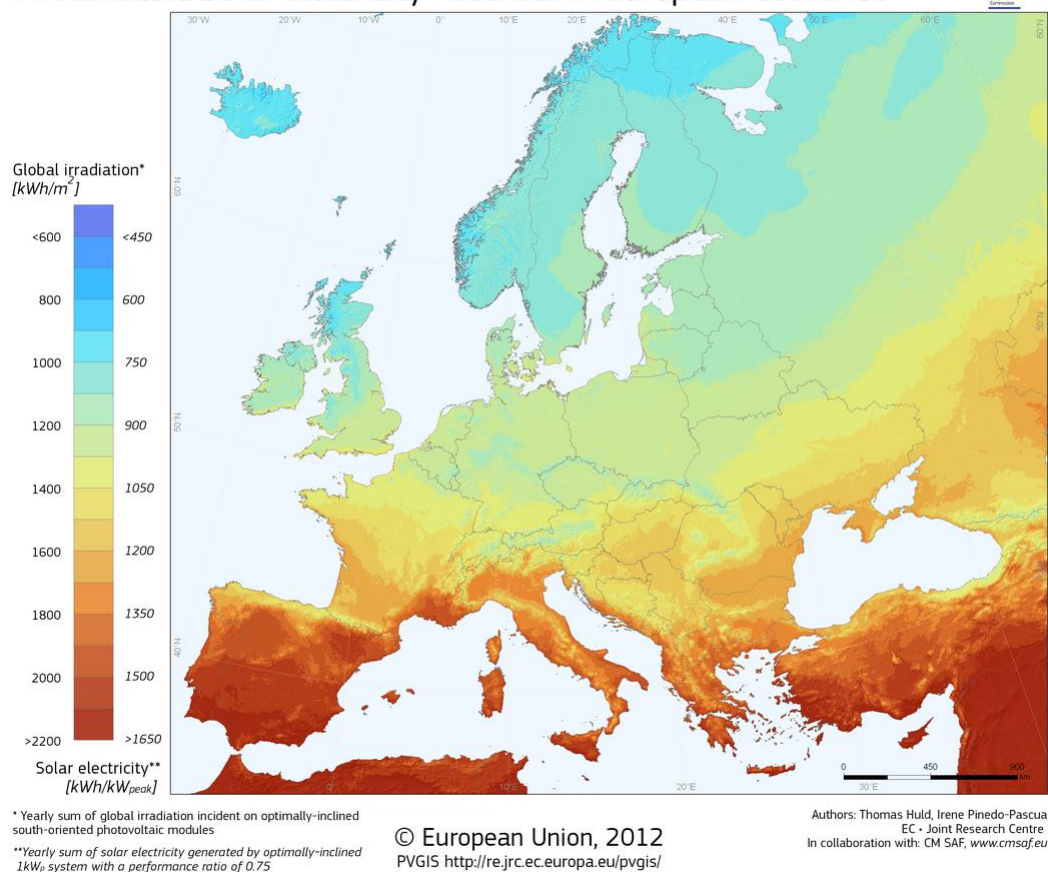 30°W
20°W
10°W
0°
10°E
20°E
30°E
40°E
50°E
60°E
60°N
Commission
Global irradiation*
[kWh/m²]
60°N
<600
<450
800
600
50°N
1000
750
1200
900
50°N
1400
1050
1600
1200
1800
1350
40°N
2000
1500
>2200
>1650
Solar electricity**
[kWh/kWpeak]
0 450 900
km
0°
10°E
20°E
30°E
* Yearly sum of global irradiation incident on optimally-inclined
south-oriented photovoltaic modules
**Yearly sum of solar electricity generated by optimally-inclined
1kWp system with a performance ratio of 0.75
© European Union, 2012
PVGIS http://re.jrc.ec.europa.eu/pvgis/
Authors: Thomas Huld, Irene Pinedo-Pascua
EC • Joint Research Centre
In collaboration with: CM SAF, www.cmsaf.eu